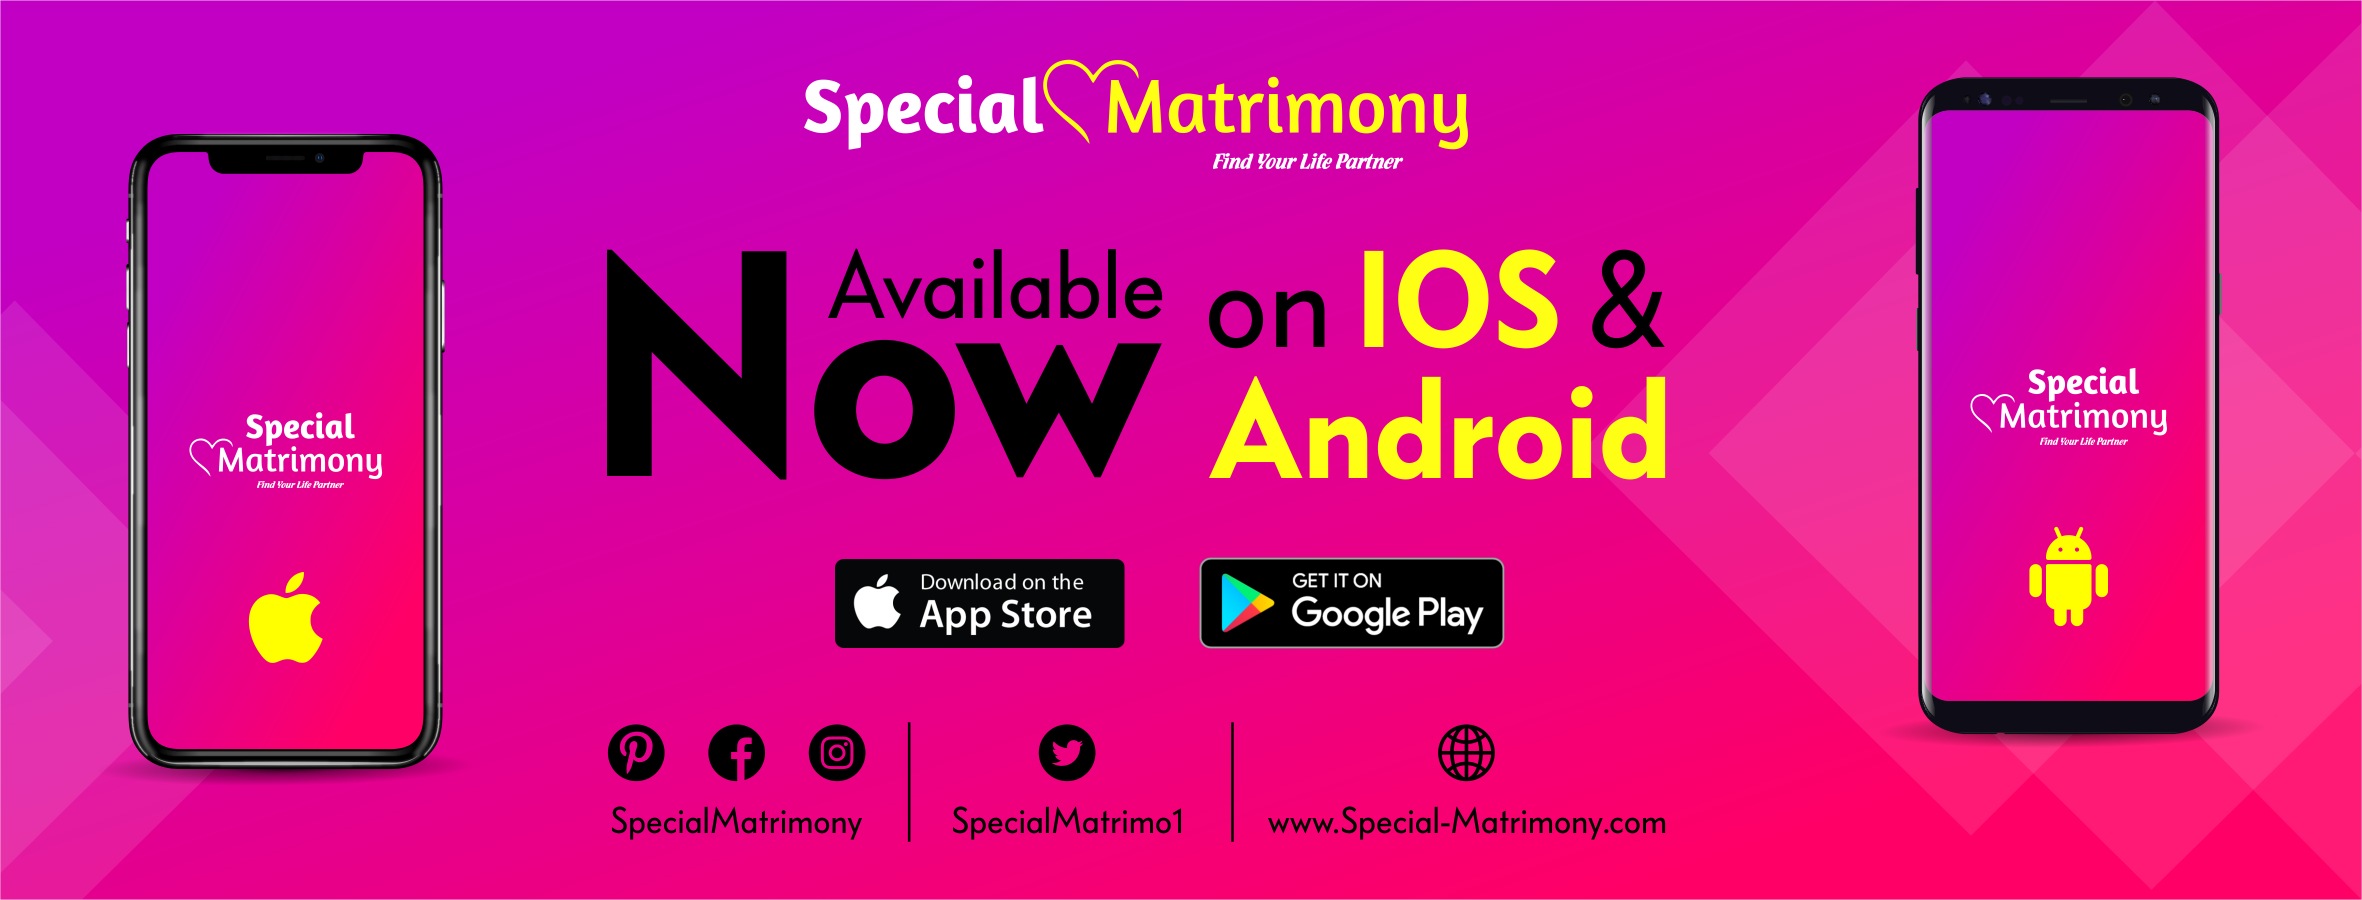 Special Matrimony
Find Your Life Partner
Now Available on IOS &
Android
Special
Matrimony
Find Your Life Partner
Special
Matrimony
Find Your Life Partner
Download on the
App Store
GET IT ON
Google Play
SpecialMatrimony
SpecialMatrimo1
www.Special-Matrimony.com